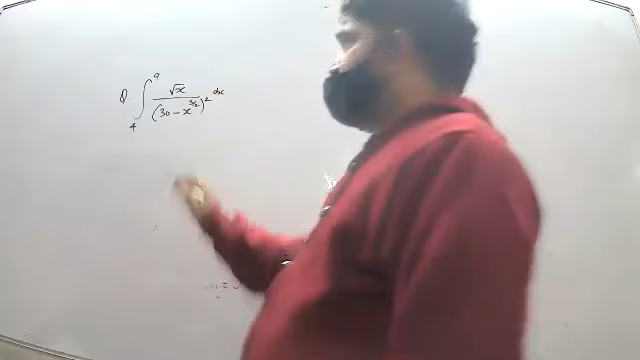 Q. ∫₄⁹ √x / (30 − x^{3/2})² dx